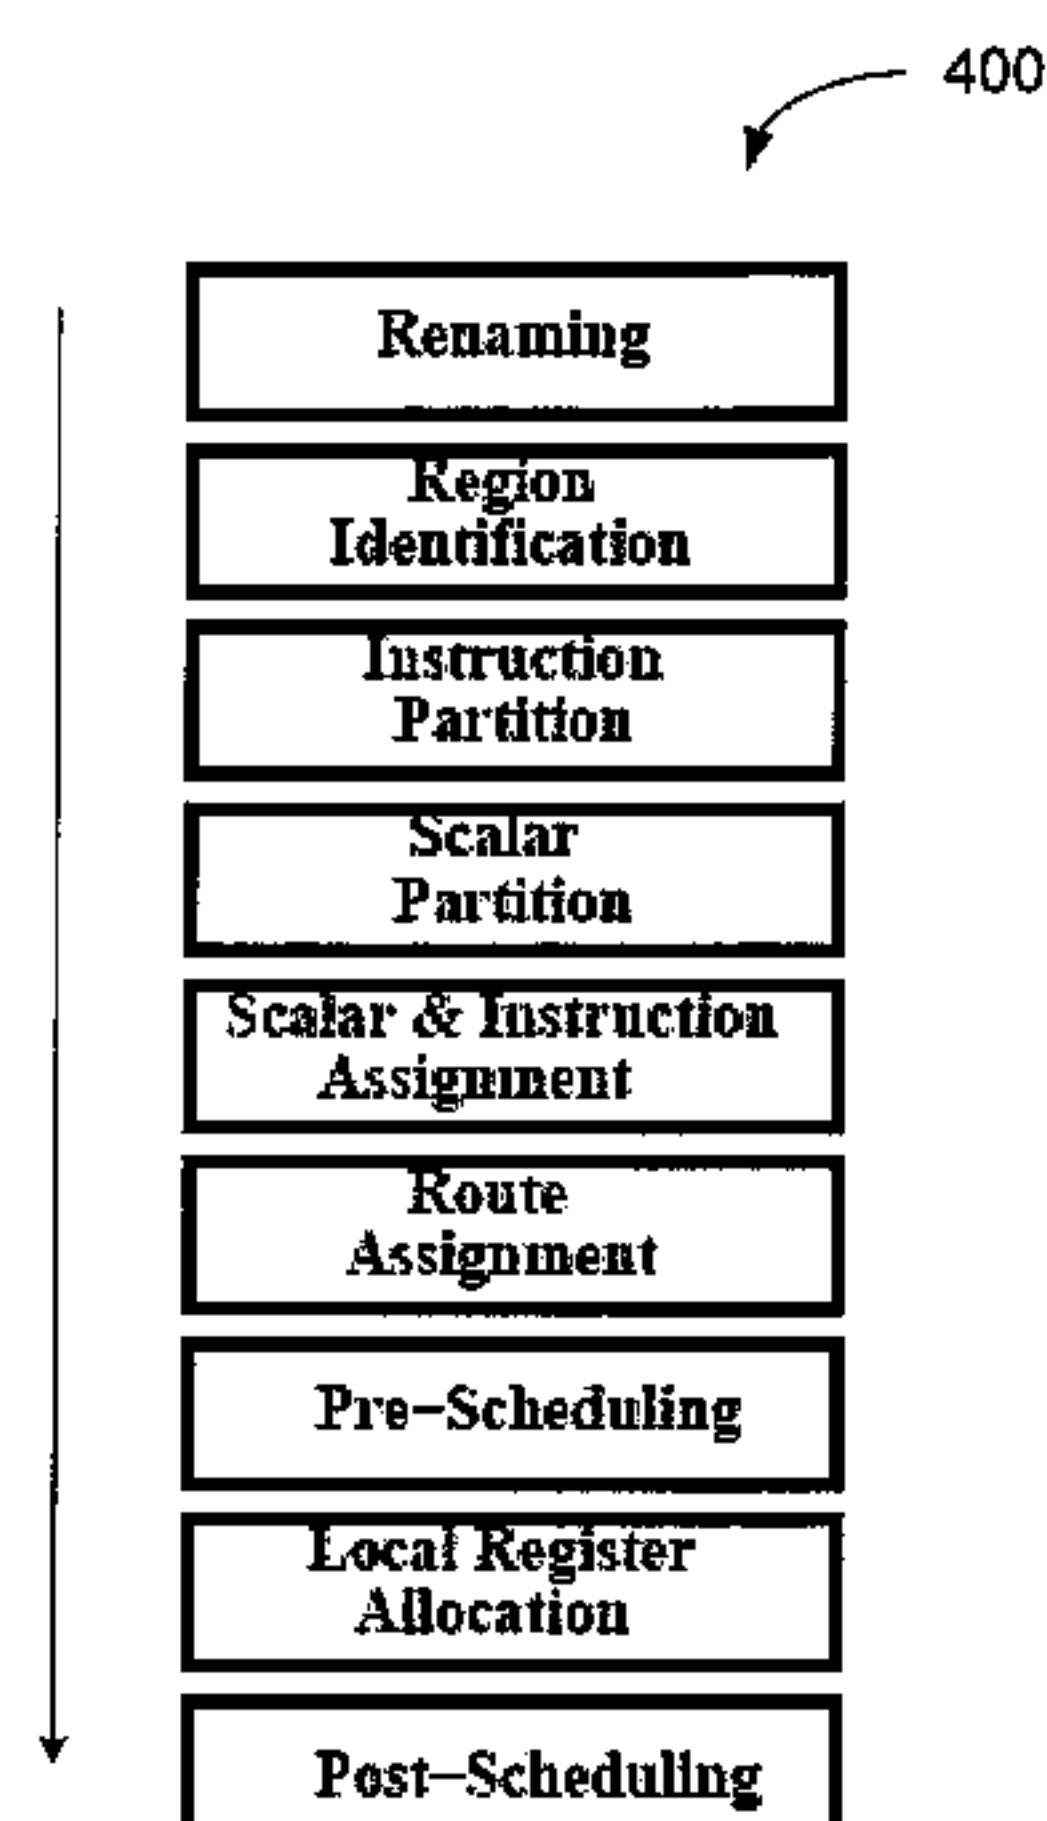 400
Renaming
Region
Identification
Instruction
Partition
Scalar
Partition
Scalar & Instruction
Assignment
Route
Assignment
Pre-Scheduling
Local Register
Allocation
Post-Scheduling